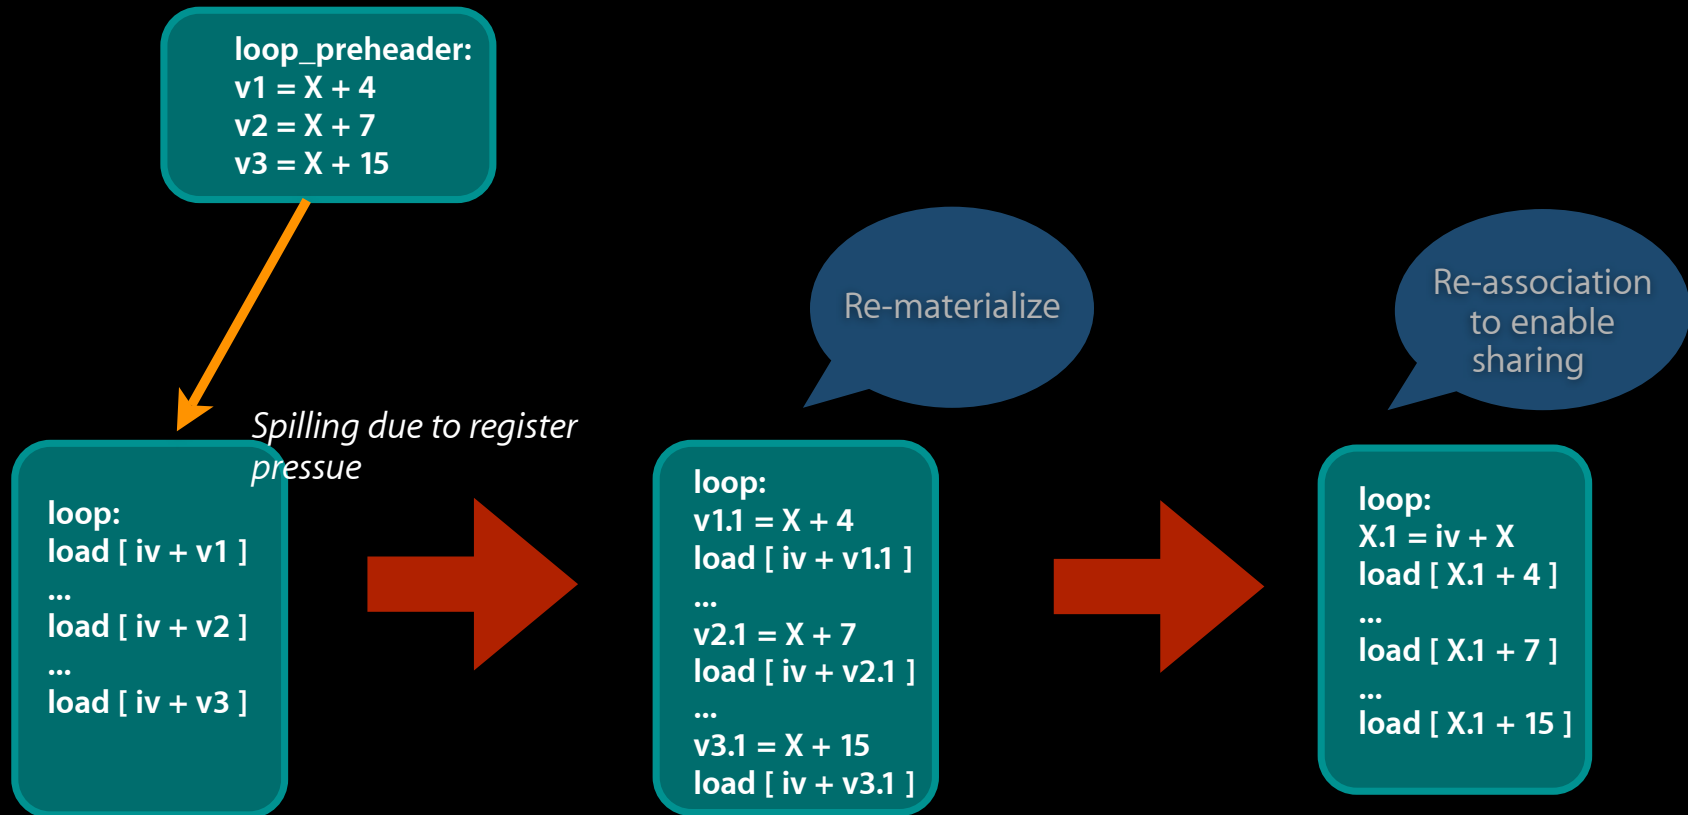 loop_preheader:
v1 = X + 4
v2 = X + 7
v3 = X + 15
Spilling due to register
pressue
loop:
load [ iv + v1 ]
...
load [ iv + v2 ]
...
load [ iv + v3 ]
Re-materialize
loop:
v1.1 = X + 4
load [ iv + v1.1 ]
...
v2.1 = X + 7
load [ iv + v2.1 ]
...
v3.1 = X + 15
load [ iv + v3.1 ]
Re-association
to enable
sharing
loop:
X.1 = iv + X
load [ X.1 + 4 ]
...
load [ X.1 + 7 ]
...
load [ X.1 + 15 ]